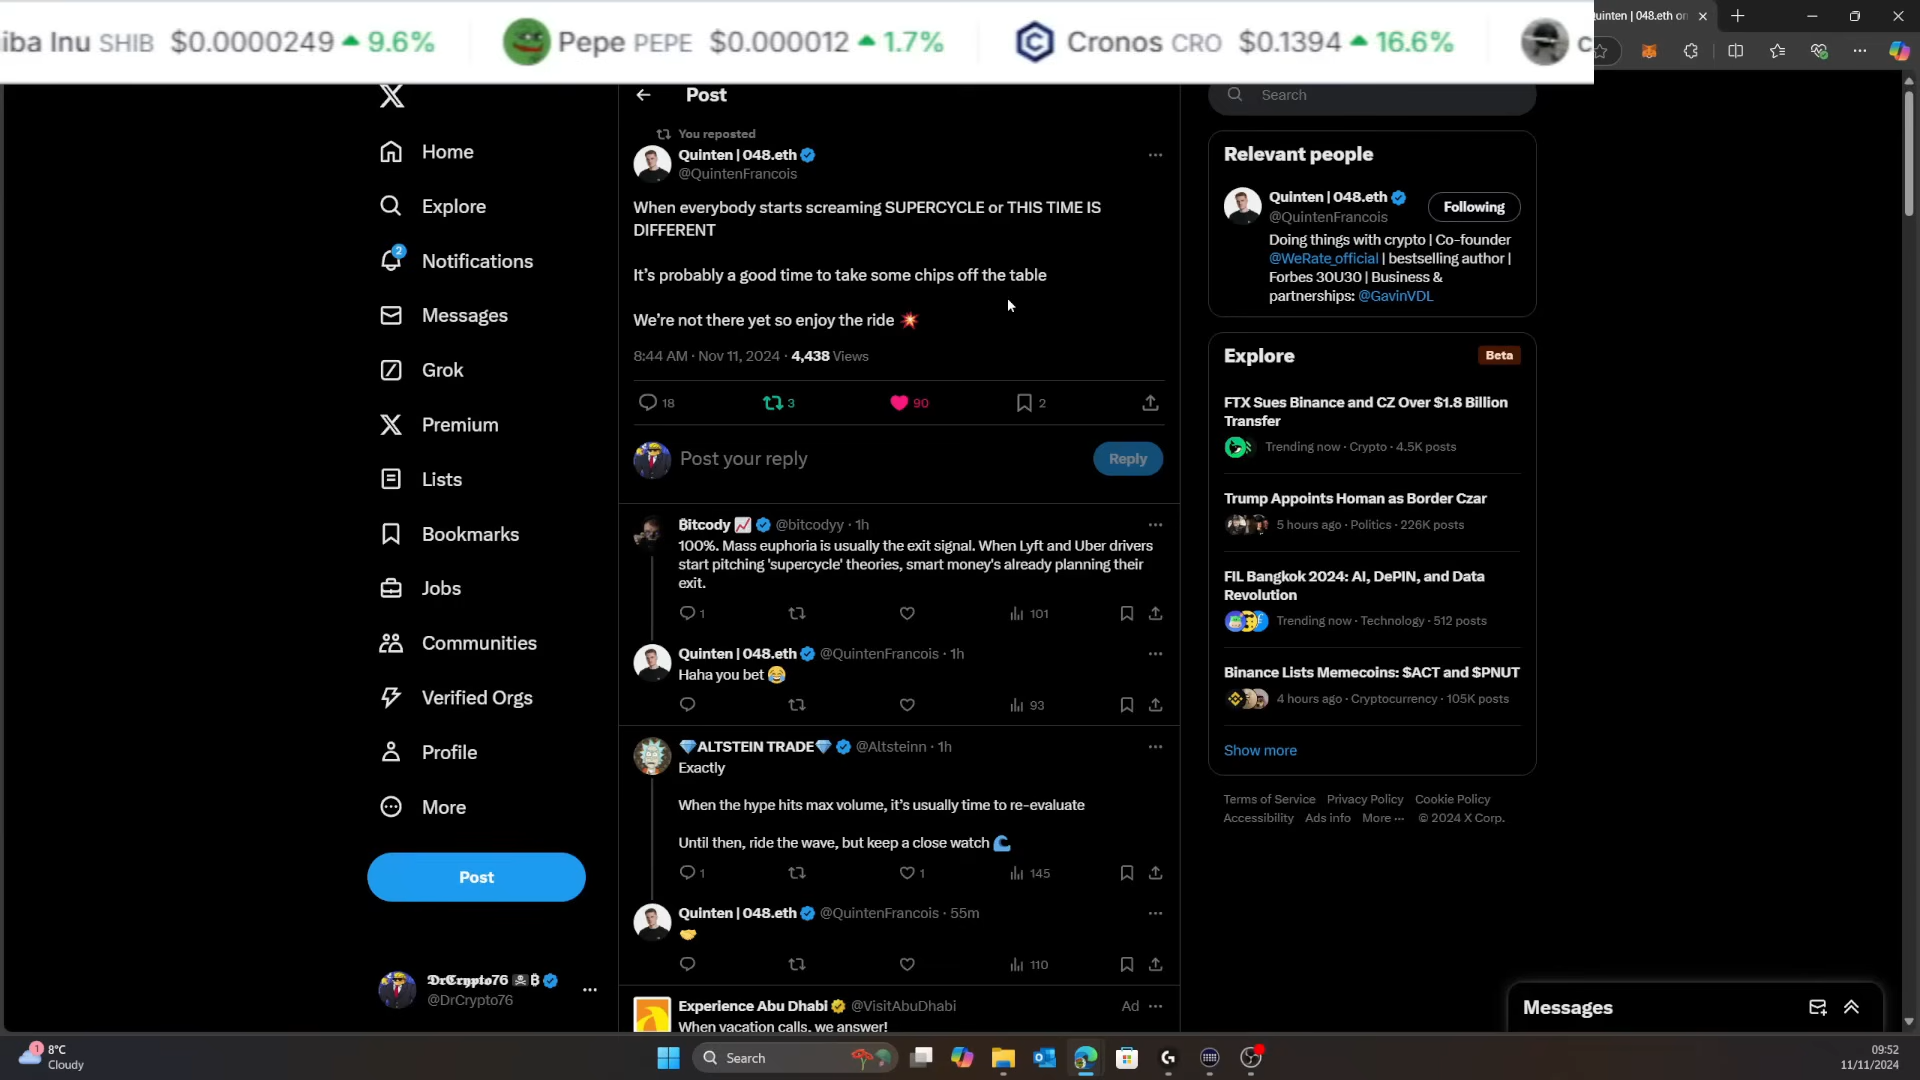 iba Inu SHIB $0.0000249 9.6% Pepe PEPE $0.000012 1.7% Cronos CRO $0.1394 16.6%
uinten | 048.eth on
Post
Search
Home
Explore
Notifications
2
Messages
Grok
Premium
Lists
Bookmarks
Jobs
Communities
Verified Orgs
Profile
More
Post
DrCrypto76
@DrCrypto76
You reposted
Quinten | 048.eth
@QuintenFrancois
When everybody starts screaming SUPERCYCLE or THIS TIME IS
DIFFERENT
It's probably a good time to take some chips off the table
We're not there yet so enjoy the ride 💥
8:44 AM · Nov 11, 2024 · 4,438 Views
18 3 90 2
Post your reply
Reply
₿itcody 📈 @bitcodyy · 1h
100%. Mass euphoria is usually the exit signal. When Lyft and Uber drivers
start pitching 'supercycle' theories, smart money's already planning their
exit.
1 101
Quinten | 048.eth @QuintenFrancois · 1h
Haha you bet 😂
93
💎ALTSTEIN TRADE💎 @Altsteinn · 1h
Exactly
When the hype hits max volume, it's usually time to re-evaluate
Until then, ride the wave, but keep a close watch 🌊
1 1 145
Quinten | 048.eth @QuintenFrancois · 55m
🤝
110
Experience Abu Dhabi @VisitAbuDhabi Ad
When vacation calls, we answer!
Relevant people
Quinten | 048.eth
@QuintenFrancois
Following
Doing things with crypto | Co-founder
@WeRate_official | bestselling author |
Forbes 30U30 | Business &
partnerships: @GavinVDL
Explore
Beta
FTX Sues Binance and CZ Over $1.8 Billion
Transfer
Trending now · Crypto · 4.5K posts
Trump Appoints Homan as Border Czar
5 hours ago · Politics · 226K posts
FIL Bangkok 2024: AI, DePIN, and Data
Revolution
Trending now · Technology · 512 posts
Binance Lists Memecoins: $ACT and $PNUT
4 hours ago · Cryptocurrency · 105K posts
Show more
Terms of Service Privacy Policy Cookie Policy
Accessibility Ads info More ··· © 2024 X Corp.
Messages
1
8°C
Cloudy
Search
09:52
11/11/2024